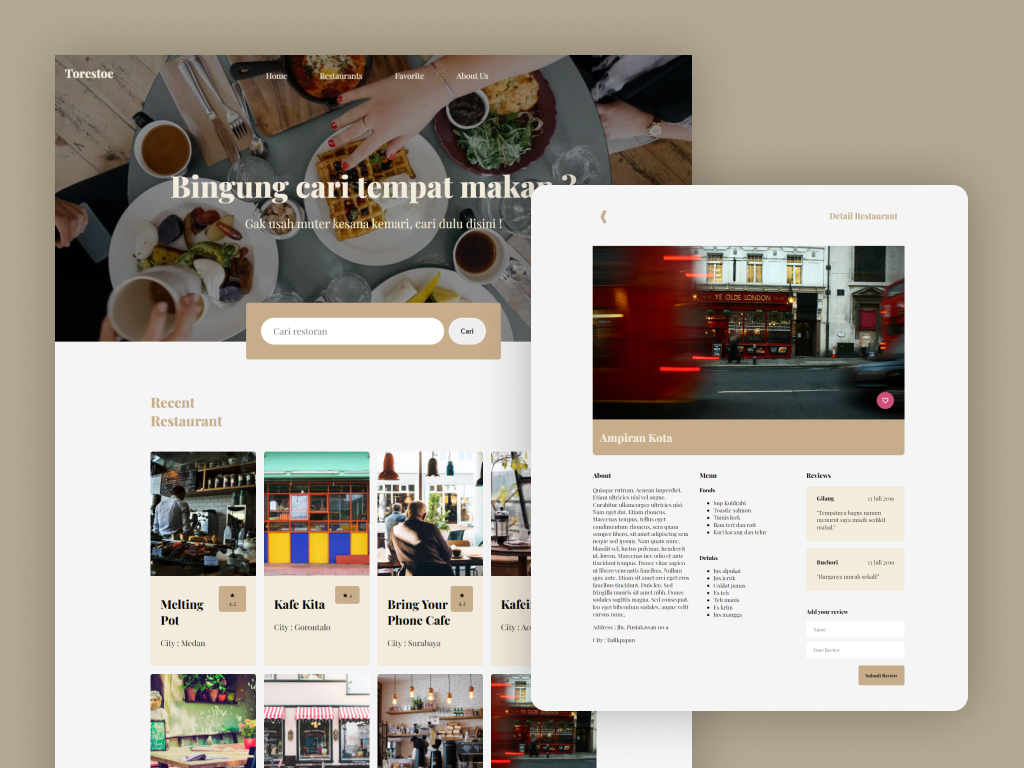 Torestoe
Home Restaurants Favorite About Us
Bingung cari tempat makan ?
Gak usah muter kesana kemari, cari dulu disini !
Cari restoran
Cari
Recent
Restaurant
Melting
Pot
★
4.2
City : Medan
Kafe Kita
★ 4
City : Gorontalo
Bring Your
Phone Cafe
★
4.2
City : Surabaya
Kafei
City : Ac
Detail Restaurant
YE OLDE LONDON
Ampiran Kota
About
Quisque rutrum. Aenean imperdiet.
Etiam ultricies nisi vel augue.
Curabitur ullamcorper ultricies nisi.
Nam eget dui. Etiam rhoncus.
Maecenas tempus, tellus eget
condimentum rhoncus, sem quam
semper libero, sit amet adipiscing sem
neque sed ipsum. Nam quam nunc,
blandit vel, luctus pulvinar, hendrerit
id, lorem. Maecenas nec odio et ante
tincidunt tempus. Donec vitae sapien
ut libero venenatis faucibus. Nullam
quis ante. Etiam sit amet orci eget eros
faucibus tincidunt. Duis leo. Sed
fringilla mauris sit amet nibh. Donec
sodales sagittis magna. Sed consequat,
leo eget bibendum sodales, augue velit
cursus nunc,
Address : Jln. Pustakawan no 9
City : Balikpapan
Menu
Foods
Sup Kohlrabi
Toastie salmon
Tumis leek
Ikan teri dan roti
Kari kacang dan telur
Drinks
Jus alpukat
Jus jeruk
Coklat panas
Es teh
Teh manis
Es krim
Jus mangga
Reviews
Gilang 13 Juli 2019
"Tempatnya bagus namun
menurut saya masih sedikit
mahal."
Buchori 13 Juli 2019
"Harganya murah sekali!"
Add your review
Name
Your Review
Submit Review
YE OLDE LONDON